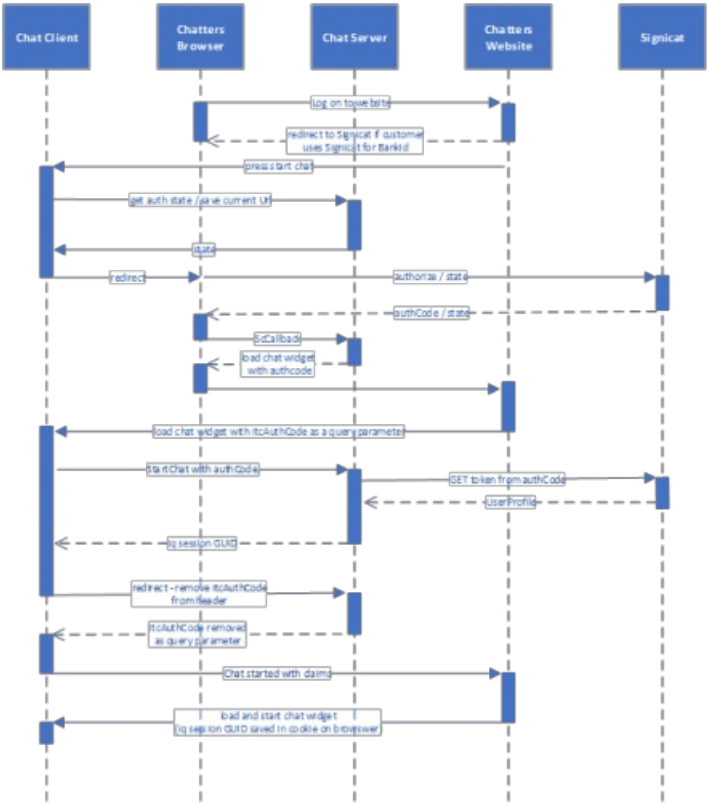 Chat Client
Chatters
Browser
Chat Server
Chatters
Website
Signicat
Log on to website
redirect to Signicat if customer
uses Signicat for BankId
press start chat
get auth state / save current Url
state
redirect
authorize / state
authCode / state
ScCallback
load chat widget
with authcode
load chat widget with itcAuthCode as a query parameter
StartChat with authCode
GET token from authCode
UserProfile
iq session GUID
redirect - remove itcAuthCode
from header
itcAuthCode removed
as query parameter
Chat started with claims
load and start chat widget
(iq session GUID saved in cookie on browswer)